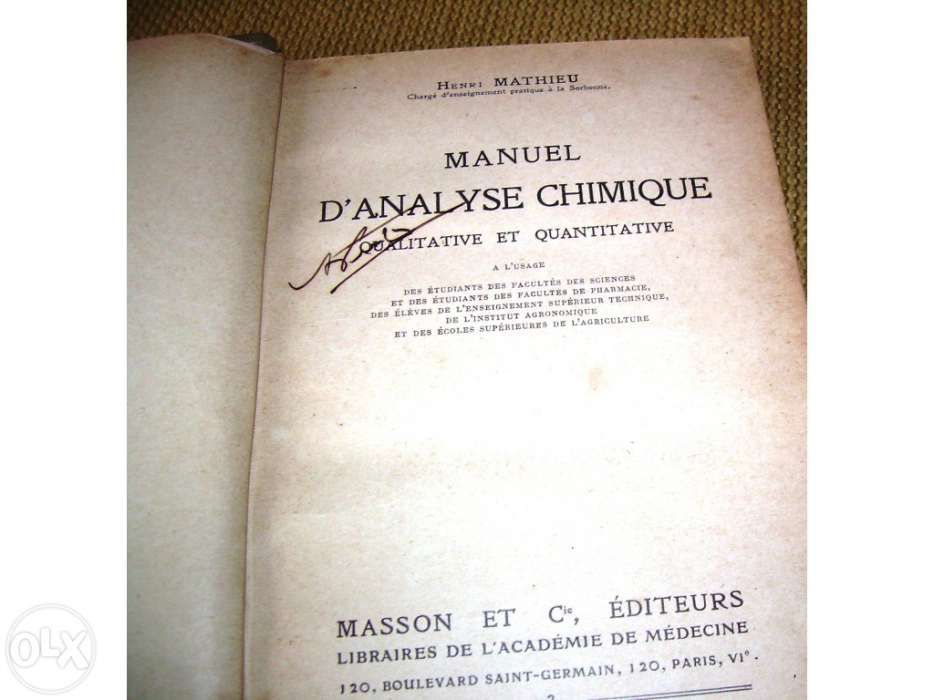 Henri MATHIEU
Chargé d'enseignement pratique à la Sorbonne.
MANUEL
D'ANALYSE CHIMIQUE
QUALITATIVE ET QUANTITATIVE
A L'USAGE
DES ÉTUDIANTS DES FACULTÉS DES SCIENCES
ET DES ÉTUDIANTS DES FACULTÉS DE PHARMACIE,
DES ÉLÈVES DE L'ENSEIGNEMENT SUPÉRIEUR TECHNIQUE,
DE L'INSTITUT AGRONOMIQUE
ET DES ÉCOLES SUPÉRIEURES DE L'AGRICULTURE
MASSON ET Cie, ÉDITEURS
LIBRAIRES DE L'ACADÉMIE DE MÉDECINE
120, BOULEVARD SAINT-GERMAIN, 120, PARIS, VIe.
OLX